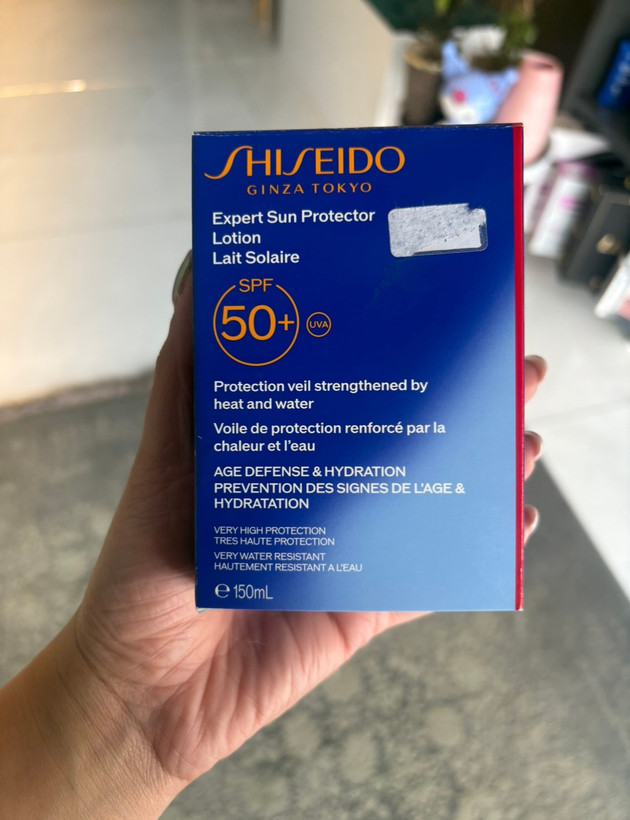 SHISEIDO
GINZA TOKYO
Expert Sun Protector
Lotion
Lait Solaire
SPF
50+
UVA
Protection veil strengthened by
heat and water
Voile de protection renforcé par la
chaleur et l'eau
AGE DEFENSE & HYDRATION
PREVENTION DES SIGNES DE L'AGE &
HYDRATATION
VERY HIGH PROTECTION
TRES HAUTE PROTECTION
VERY WATER RESISTANT
HAUTEMENT RESISTANT A L'EAU
℮ 150mL